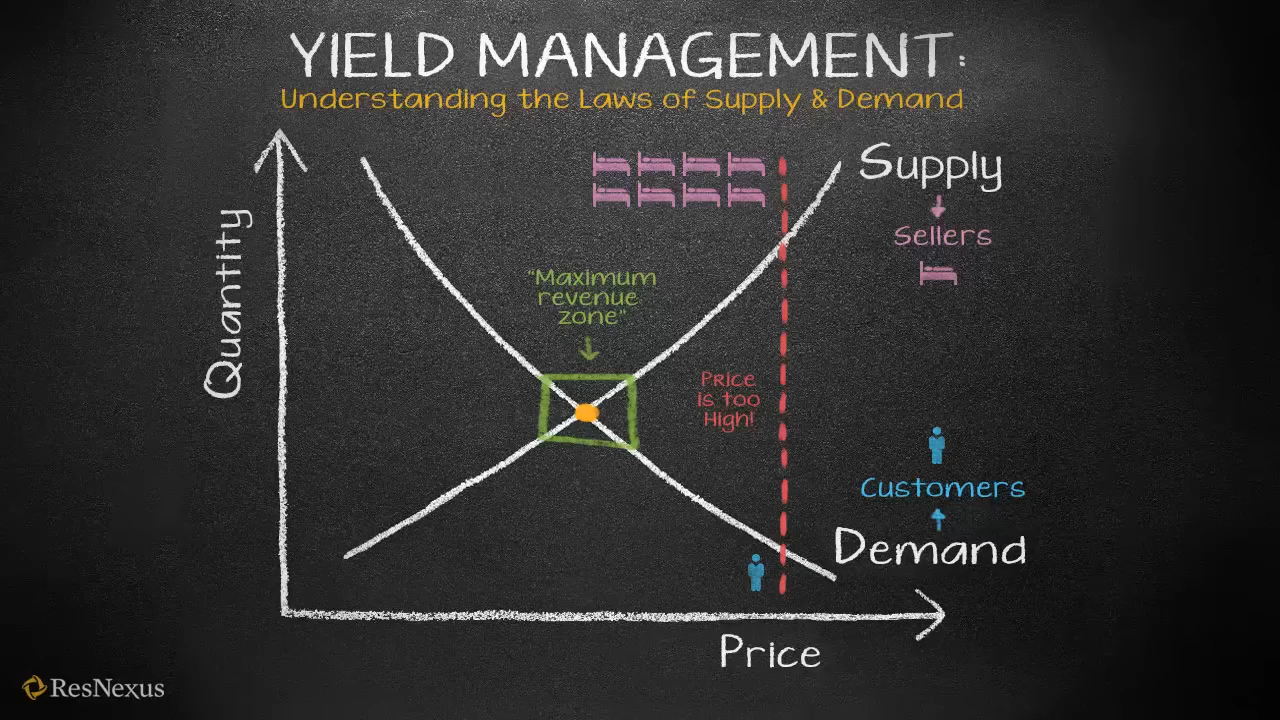 YIELD MANAGEMENT:
Understanding the Laws of Supply & Demand
Supply
Sellers
Quantity
"Maximum
revenue
zone"
Price
is too
High!
Customers
Demand
Price
ResNexus